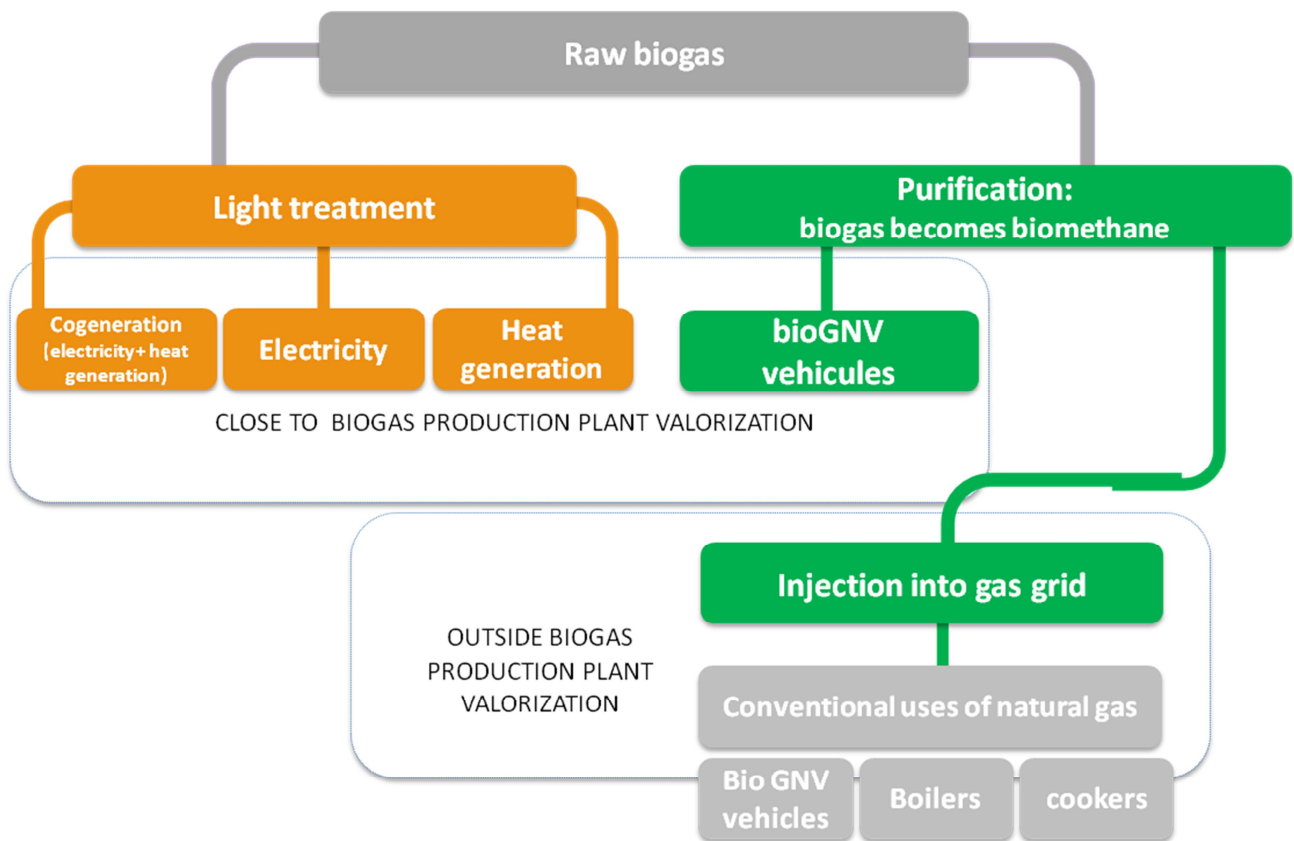 Raw biogas
Light treatment
Purification:
biogas becomes biomethane
Cogeneration
(electricity+ heat
generation)
Electricity
Heat
generation
bioGNV
vehicules
CLOSE TO BIOGAS PRODUCTION PLANT VALORIZATION
Injection into gas grid
OUTSIDE BIOGAS
PRODUCTION PLANT
VALORIZATION
Conventional uses of natural gas
Bio GNV
vehicles
Boilers
cookers